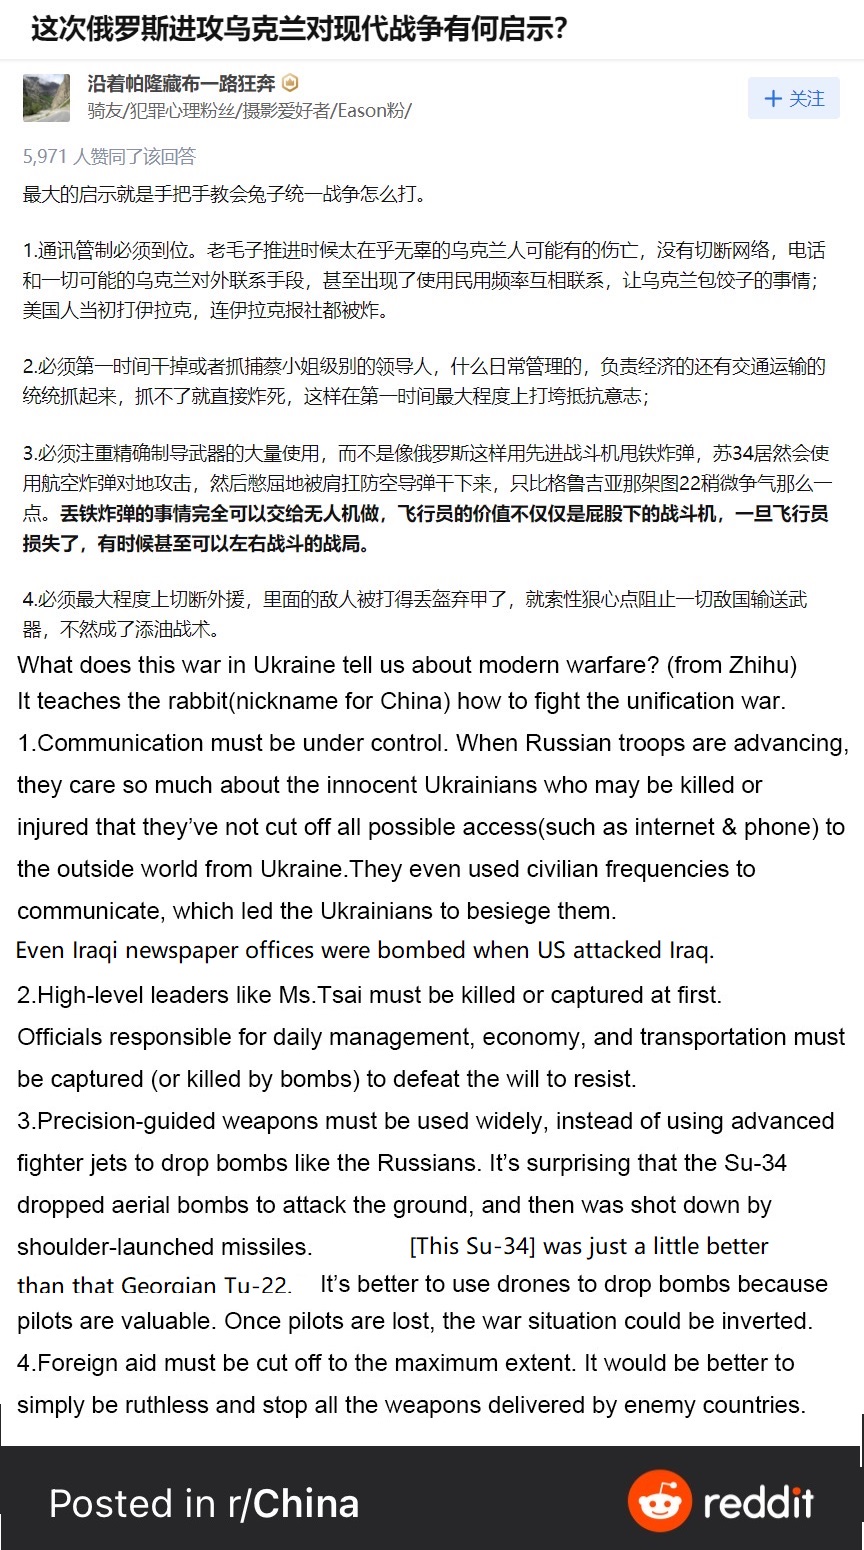 这次俄罗斯进攻乌克兰对现代战争有何启示？
沿着帕隆藏布一路狂奔
骑友/犯罪心理粉丝/摄影爱好者/Eason粉/
+ 关注
5,971 人赞同了该回答
最大的启示就是手把手教会兔子统一战争怎么打。
1.通讯管制必须到位。老毛子推进时候太在乎无辜的乌克兰人可能有的伤亡，没有切断网络，电话
和一切可能的乌克兰对外联系手段，甚至出现了使用民用频率互相联系，让乌克兰包饺子的事情；
美国人当初打伊拉克，连伊拉克报社都被炸。
2.必须第一时间干掉或者抓捕蔡小姐级别的领导人，什么日常管理的，负责经济的还有交通运输的
统统抓起来，抓不了就直接炸死，这样在第一时间最大程度上打垮抵抗意志；
3.必须注重精确制导武器的大量使用，而不是像俄罗斯这样用先进战斗机甩铁炸弹，苏34居然会使
用航空炸弹对地攻击，然后憋屈地被肩扛防空导弹干下来，只比格鲁吉亚那架图22稍微争气那么一
点。丢铁炸弹的事情完全可以交给无人机做，飞行员的价值不仅仅是屁股下的战斗机，一旦飞行员
损失了，有时候甚至可以左右战斗的战局。
4.必须最大程度上切断外援，里面的敌人被打得丢盔弃甲了，就索性狠心点阻止一切敌国输送武
器，不然成了添油战术。
What does this war in Ukraine tell us about modern warfare? (from Zhihu)
It teaches the rabbit(nickname for China) how to fight the unification war.
1.Communication must be under control. When Russian troops are advancing,
they care so much about the innocent Ukrainians who may be killed or
injured that they’ve not cut off all possible access(such as internet & phone) to
the outside world from Ukraine.They even used civilian frequencies to
communicate, which led the Ukrainians to besiege them.
Even Iraqi newspaper offices were bombed when US attacked Iraq.
2.High-level leaders like Ms.Tsai must be killed or captured at first.
Officials responsible for daily management, economy, and transportation must
be captured (or killed by bombs) to defeat the will to resist.
3.Precision-guided weapons must be used widely, instead of using advanced
fighter jets to drop bombs like the Russians. It’s surprising that the Su-34
dropped aerial bombs to attack the ground, and then was shot down by
shoulder-launched missiles. [This Su-34] was just a little better
than that Georgian Tu-22. It’s better to use drones to drop bombs because
pilots are valuable. Once pilots are lost, the war situation could be inverted.
4.Foreign aid must be cut off to the maximum extent. It would be better to
simply be ruthless and stop all the weapons delivered by enemy countries.
Posted in r/China
reddit